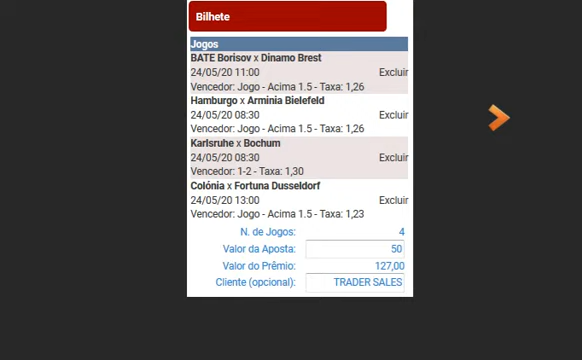 Bilhete
Jogos
BATE Borisov x Dinamo Brest
24/05/20 11:00 Excluir
Vencedor: Jogo - Acima 1.5 - Taxa: 1,26
Hamburgo x Arminia Bielefeld
24/05/20 08:30 Excluir
Vencedor: Jogo - Acima 1.5 - Taxa: 1,26
Karlsruhe x Bochum
24/05/20 08:30 Excluir
Vencedor: 1-2 - Taxa: 1,30
Colónia x Fortuna Dusseldorf
24/05/20 13:00 Excluir
Vencedor: Jogo - Acima 1.5 - Taxa: 1,23
N. de Jogos: 4
Valor da Aposta: 50
Valor do Prêmio: 127,00
Cliente (opcional): TRADER SALES